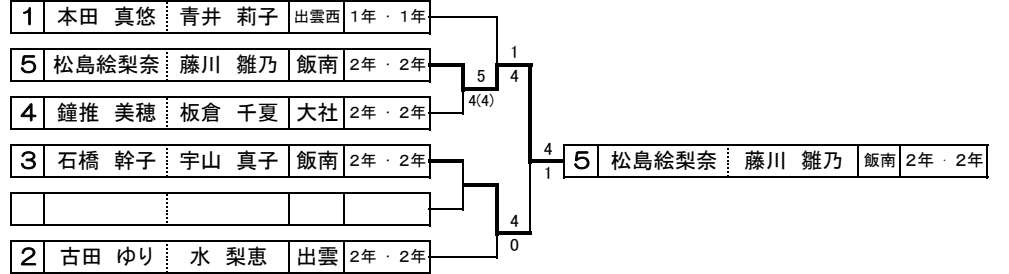 1 本田 真悠 青井 莉子 出雲西 1年 · 1年
1
5 松島絵梨奈 藤川 雛乃 飯南 2年 · 2年
5 4
4(4)
4 鐘推 美穂 板倉 千夏 大社 2年 · 2年
4
3 石橋 幹子 宇山 真子 飯南 2年 · 2年
5 松島絵梨奈 藤川 雛乃 飯南 2年 · 2年
1
4
0
2 古田 ゆり 水 梨恵 出雲 2年 · 2年